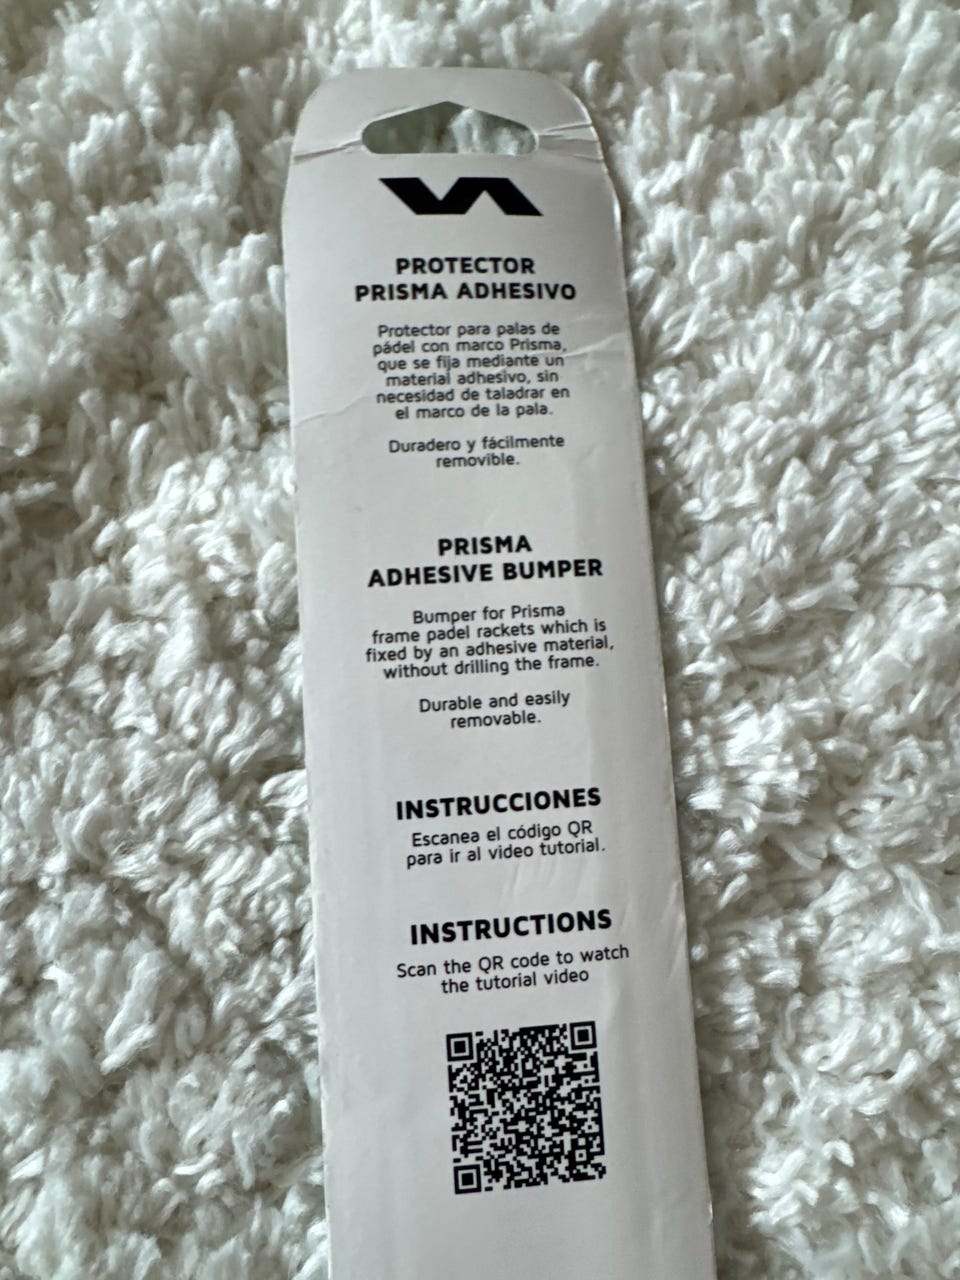 PROTECTOR
PRISMA ADHESIVO
Protector para palas de
pádel con marco Prisma,
que se fija mediante un
material adhesivo, sin
necesidad de taladrar en
el marco de la pala.
Duradero y fácilmente
removible.
PRISMA
ADHESIVE BUMPER
Bumper for Prisma
frame padel rackets which is
fixed by an adhesive material,
without drilling the frame.
Durable and easily
removable.
INSTRUCCIONES
Escanea el código QR
para ir al video tutorial.
INSTRUCTIONS
Scan the QR code to watch
the tutorial video